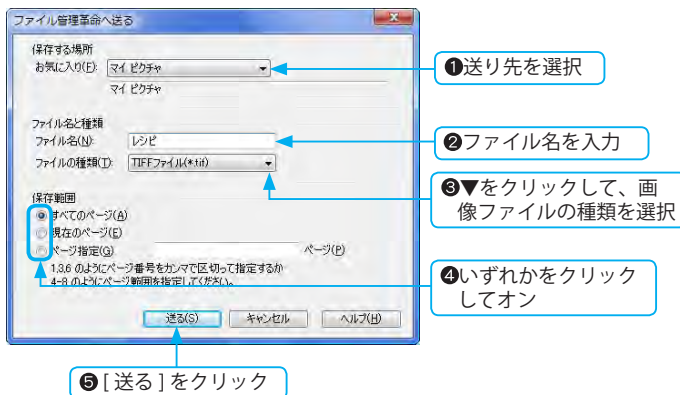 ファイル管理革命へ送る
保存する場所
お気に入り(F): マイ ピクチャ
マイ ピクチャ
❶送り先を選択
ファイル名と種類
ファイル名(N): レシピ
❷ファイル名を入力
ファイルの種類(T): TIFFファイル(*.tif)
❸▼をクリックして、画
像ファイルの種類を選択
保存範囲
すべてのページ(A)
現在のページ(E)
ページ指定(G) ページ(P)
1,3,6 のようにページ番号をカンマで区切って指定するか
4-8 のようにページ範囲を指定してください。
❹いずれかをクリック
してオン
送る(S) キャンセル ヘルプ(H)
❺[ 送る ] をクリック